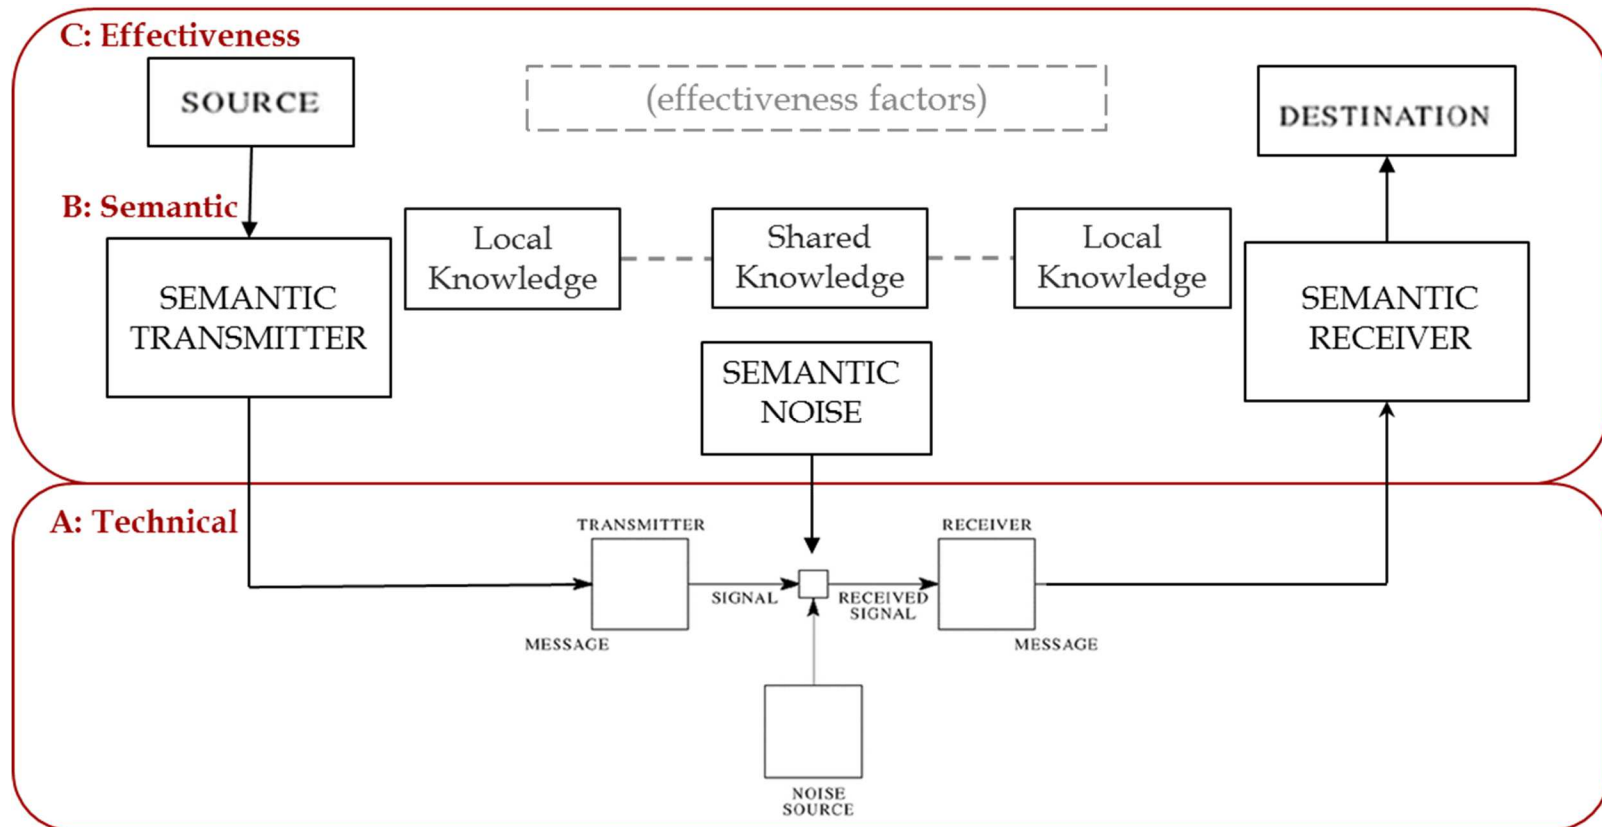 C: Effectiveness
SOURCE
(effectiveness factors)
DESTINATION
B: Semantic
Local
Knowledge
Shared
Knowledge
Local
Knowledge
SEMANTIC
TRANSMITTER
SEMANTIC
RECEIVER
SEMANTIC
NOISE
A: Technical
TRANSMITTER
RECEIVER
SIGNAL
RECEIVED
SIGNAL
MESSAGE
MESSAGE
NOISE
SOURCE